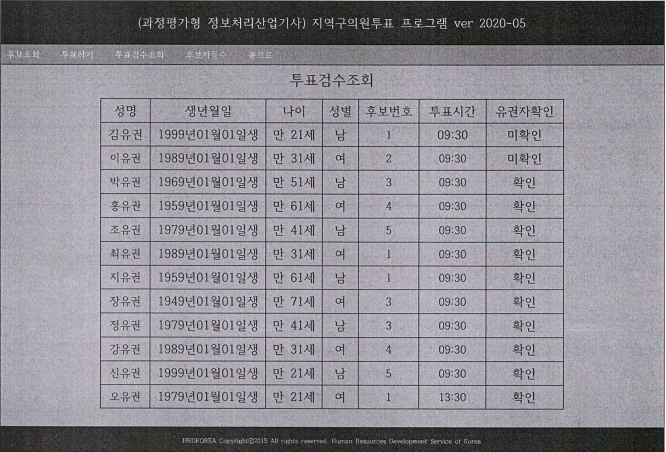 (과정평가형 정보처리산업기사) 지역구의원투표 프로그램 ver 2020-05
후보조회 투표하기 투표검수조회 후보자등수 홈으로
투표검수조회
성명 생년월일 나이 성별 후보번호 투표시간 유권자확인
김유권 1999년01월01일생 만 21세 남 1 09:30 미확인
이유권 1989년01월01일생 만 31세 여 2 09:30 미확인
박유권 1969년01월01일생 만 51세 남 3 09:30 확인
홍유권 1959년01월01일생 만 61세 여 4 09:30 확인
조유권 1979년01월01일생 만 41세 남 5 09:30 확인
최유권 1989년01월01일생 만 31세 여 1 09:30 확인
지유권 1959년01월01일생 만 61세 남 1 09:30 확인
장유권 1949년01월01일생 만 71세 여 3 09:30 확인
정유권 1979년01월01일생 만 41세 남 3 09:30 확인
강유권 1989년01월01일생 만 31세 여 4 09:30 확인
신유권 1999년01월01일생 만 21세 남 5 09:30 확인
오유권 1979년01월01일생 만 21세 여 1 13:30 확인
HRDKOREA Copyrightⓒ2015 All rights reserved. Human Resources Development Service of Korea